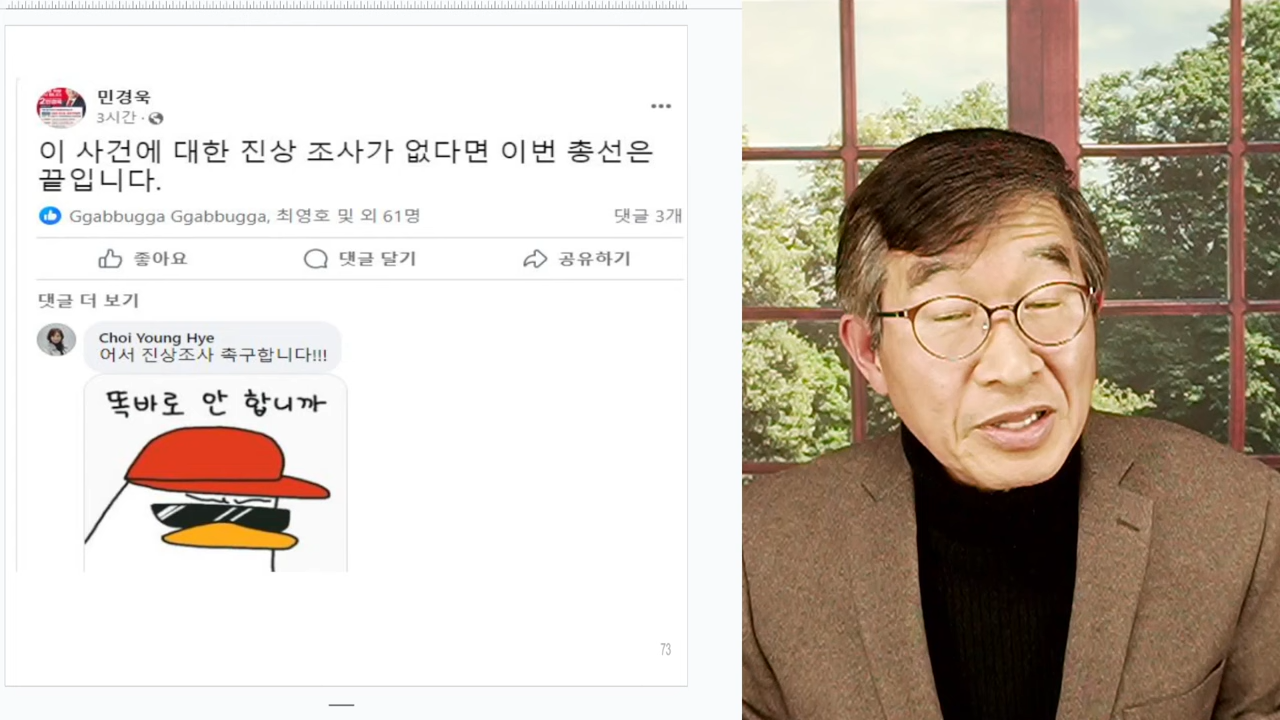 민경욱
3시간 ·
이 사건에 대한 진상 조사가 없다면 이번 총선은
끝입니다.
Ggabbugga Ggabbugga, 최영호 및 외 61명
댓글 3개
좋아요
댓글 달기
공유하기
댓글 더 보기
Choi Young Hye
어서 진상조사 촉구합니다!!!
똑바로 안 합니까
73